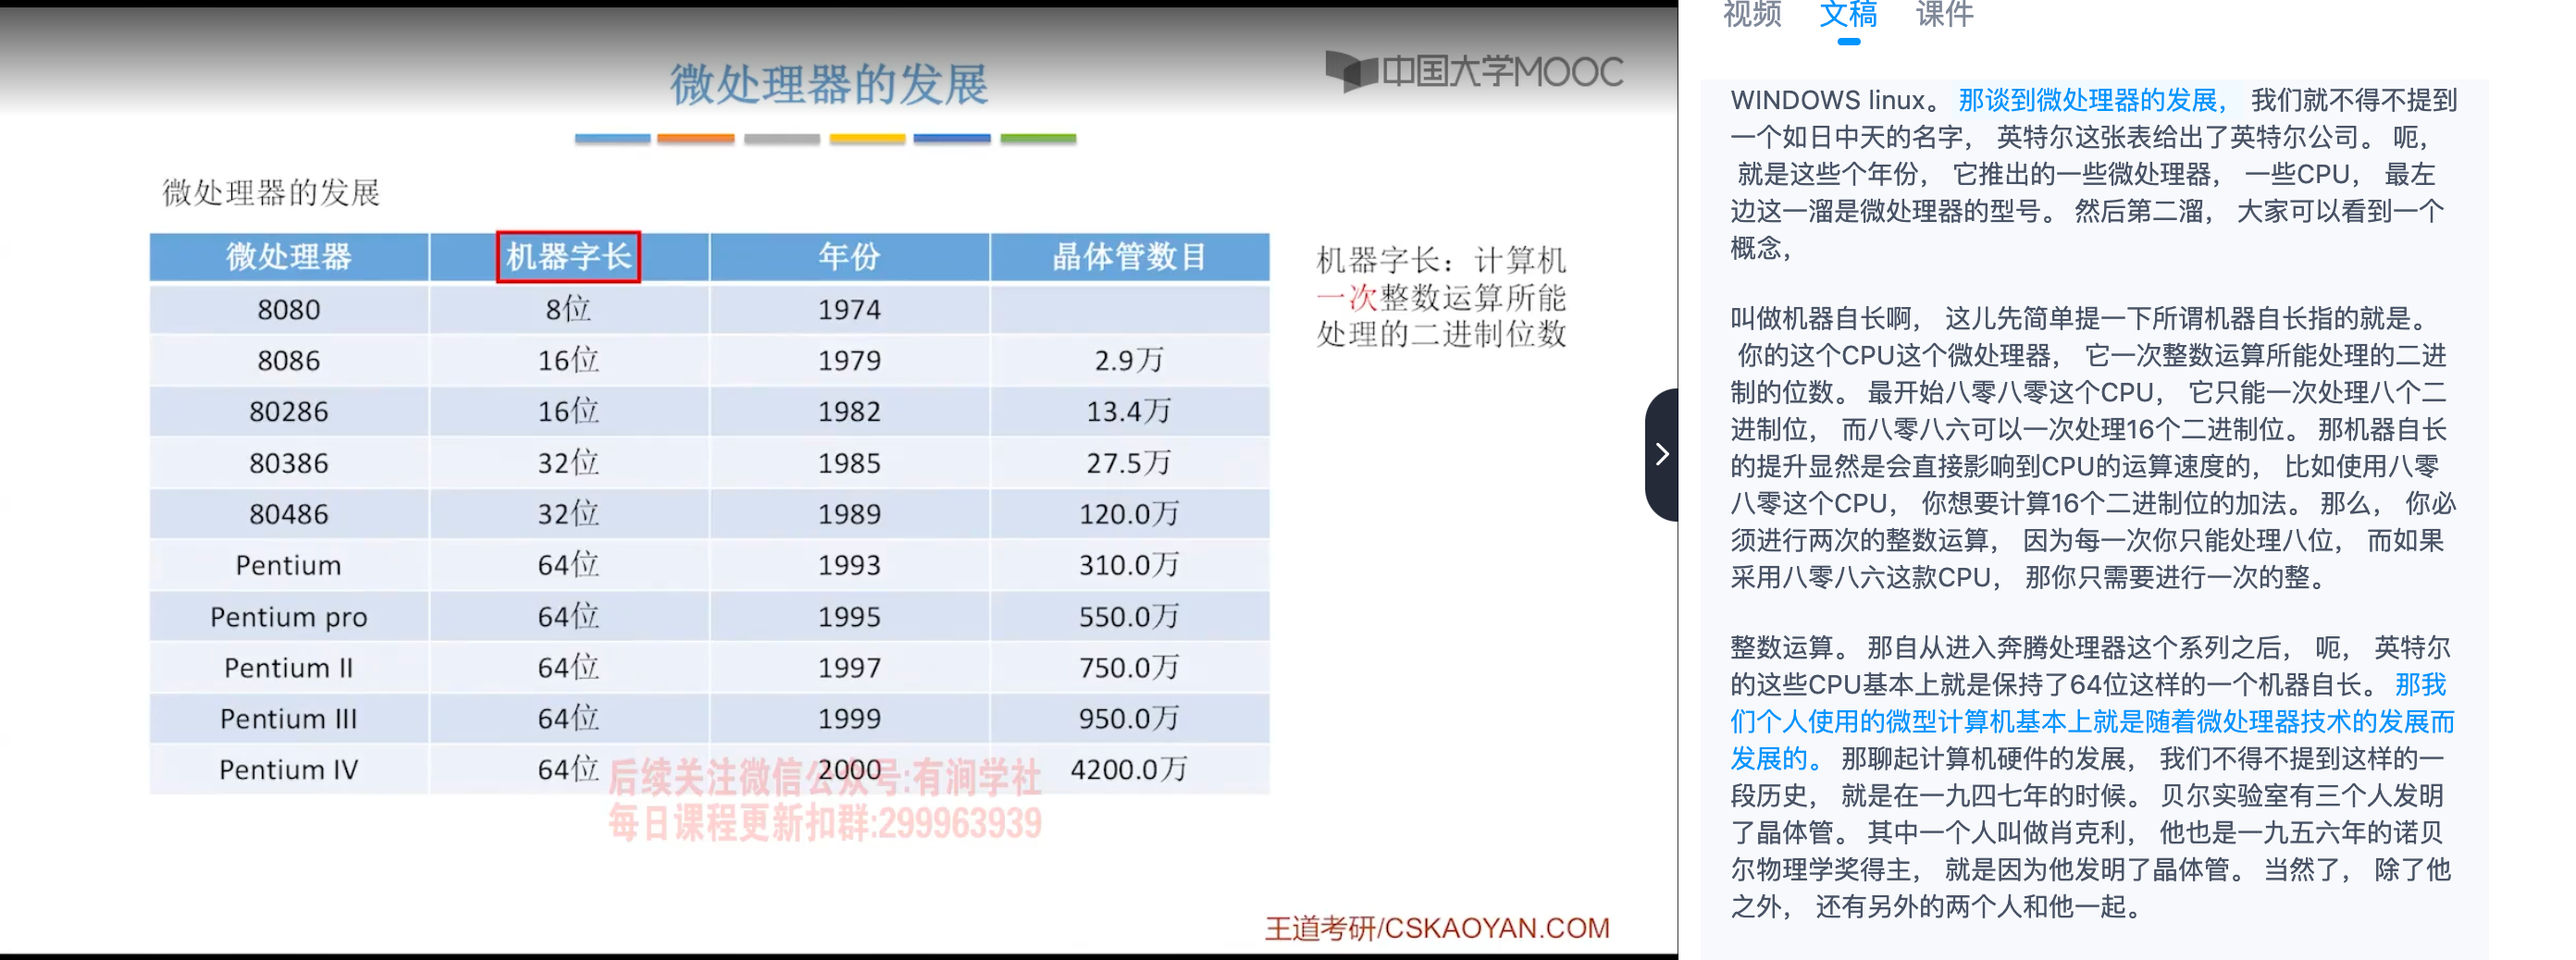 微处理器的发展
中国大学MOOC
微处理器的发展
微处理器 机器字长 年份 晶体管数目
8080 8位 1974
8086 16位 1979 2.9万
80286 16位 1982 13.4万
80386 32位 1985 27.5万
80486 32位 1989 120.0万
Pentium 64位 1993 310.0万
Pentium pro 64位 1995 550.0万
Pentium II 64位 1997 750.0万
Pentium III 64位 1999 950.0万
Pentium IV 64位 2000 4200.0万
机器字长：计算机
一次整数运算所能
处理的二进制位数
后续关注微信公众号:有润学社
每日课程更新扣群:299963939
王道考研/CSKAOYAN.COM
视频 文稿 课件
WINDOWS linux。 那谈到微处理器的发展， 我们就不得不提到
一个如日中天的名字， 英特尔这张表给出了英特尔公司。 呃，
就是这些个年份， 它推出的一些微处理器， 一些CPU， 最左
边这一溜是微处理器的型号。 然后第二溜， 大家可以看到一个
概念，
叫做机器自长啊， 这儿先简单提一下所谓机器自长指的就是。
你的这个CPU这个微处理器， 它一次整数运算所能处理的二进
制的位数。 最开始八零八零这个CPU， 它只能一次处理八个二
进制位， 而八零八六可以一次处理16个二进制位。 那机器自长
的提升显然是会直接影响到CPU的运算速度的， 比如使用八零
八零这个CPU， 你想要计算16个二进制位的加法。 那么， 你必
须进行两次的整数运算， 因为每一次你只能处理八位， 而如果
采用八零八六这款CPU， 那你只需要进行一次的整。
整数运算。 那自从进入奔腾处理器这个系列之后， 呃， 英特尔
的这些CPU基本上就是保持了64位这样的一个机器自长。 那我
们个人使用的微型计算机基本上就是随着微处理器技术的发展而
发展的。 那聊起计算机硬件的发展， 我们不得不提到这样的一
段历史， 就是在一九四七年的时候。 贝尔实验室有三个人发明
了晶体管。 其中一个人叫做肖克利， 他也是一九五六年的诺贝
尔物理学奖得主， 就是因为他发明了晶体管。 当然了， 除了他
之外， 还有另外的两个人和他一起。